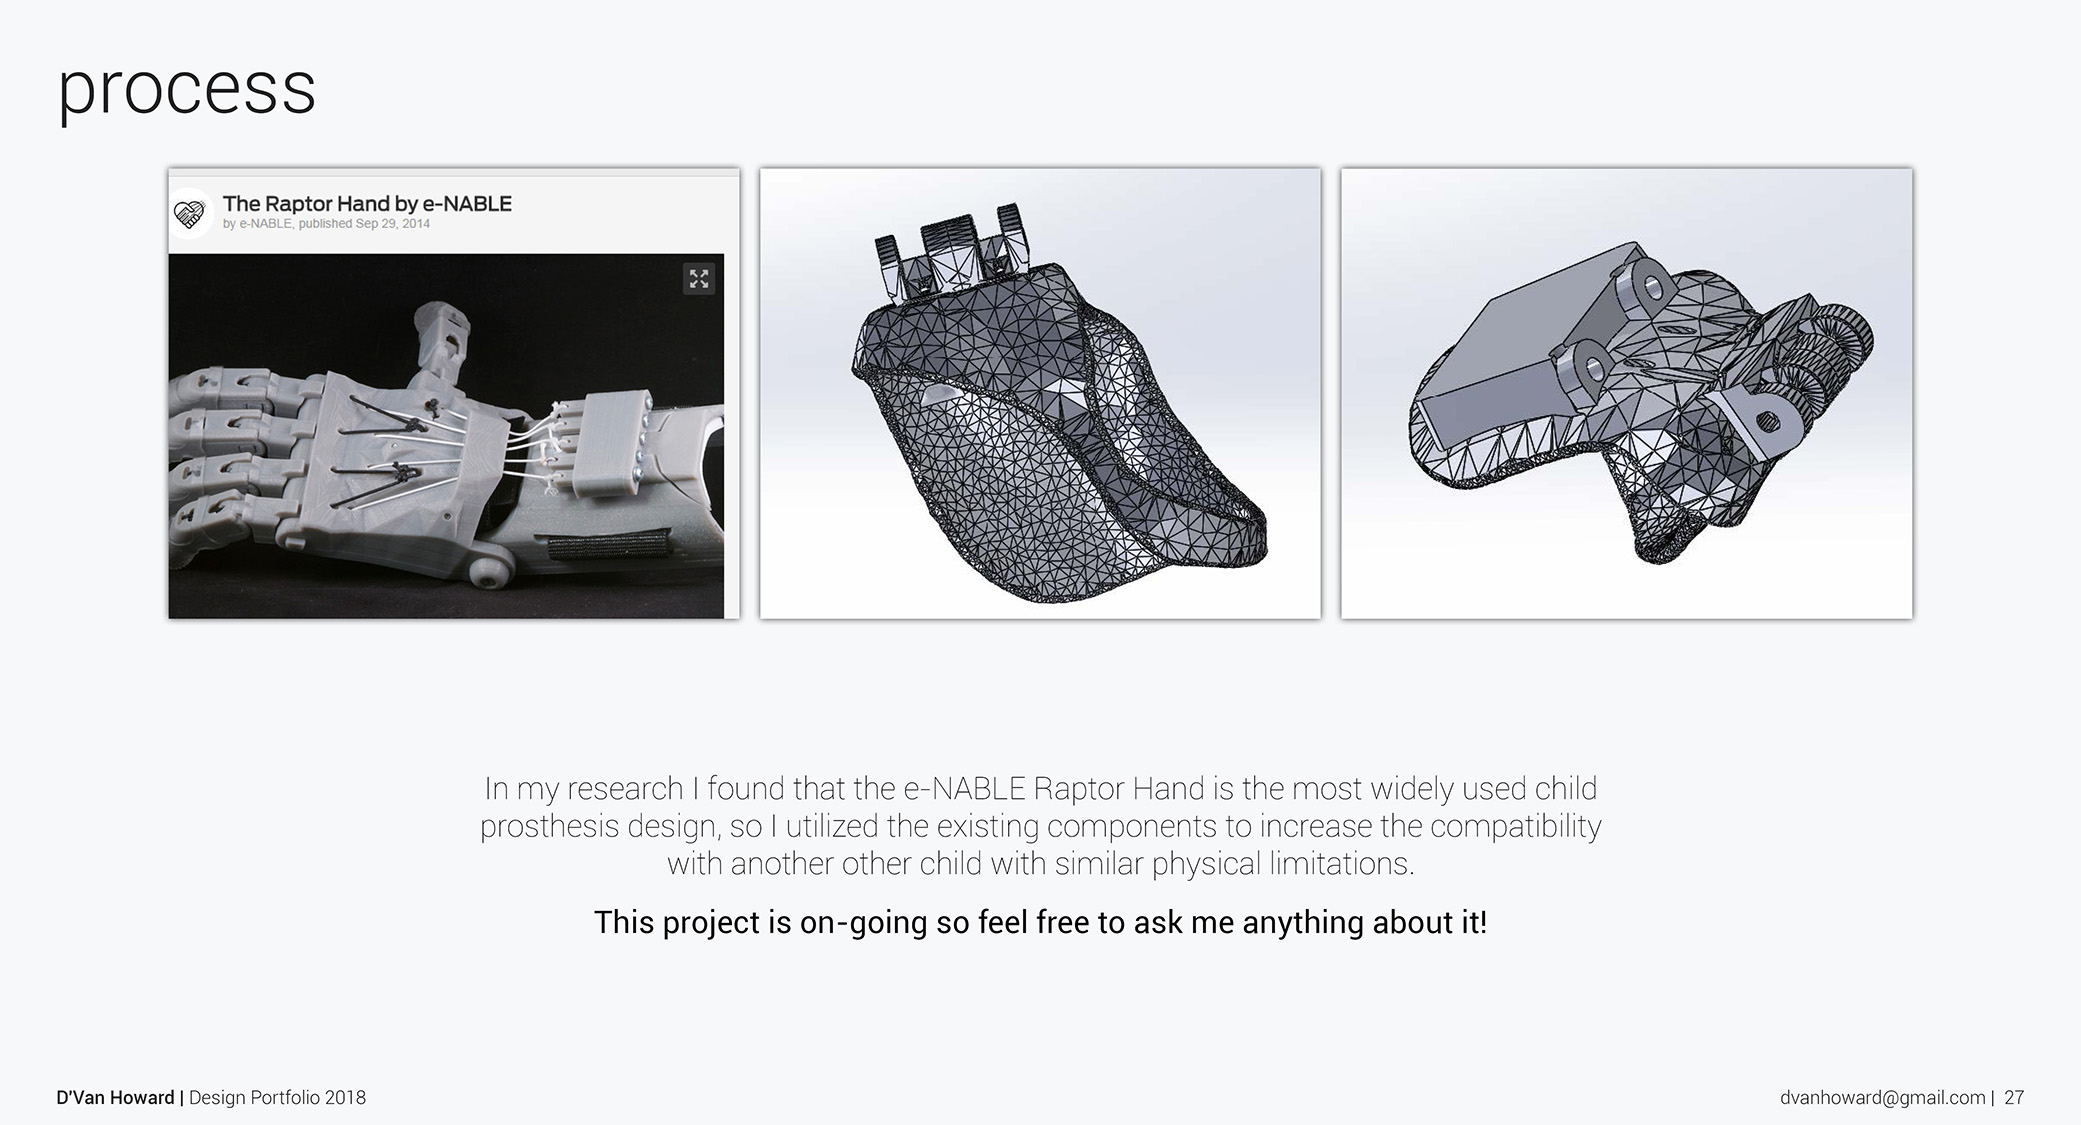 process
The Raptor Hand by e-NABLE
by e-NABLE, published Sep 29, 2014
In my research I found that the e-NABLE Raptor Hand is the most widely used child
prosthesis design, so I utilized the existing components to increase the compatibility
with another other child with similar physical limitations.
This project is on-going so feel free to ask me anything about it!
D'Van Howard | Design Portfolio 2018
dvanhoward@gmail.com | 27